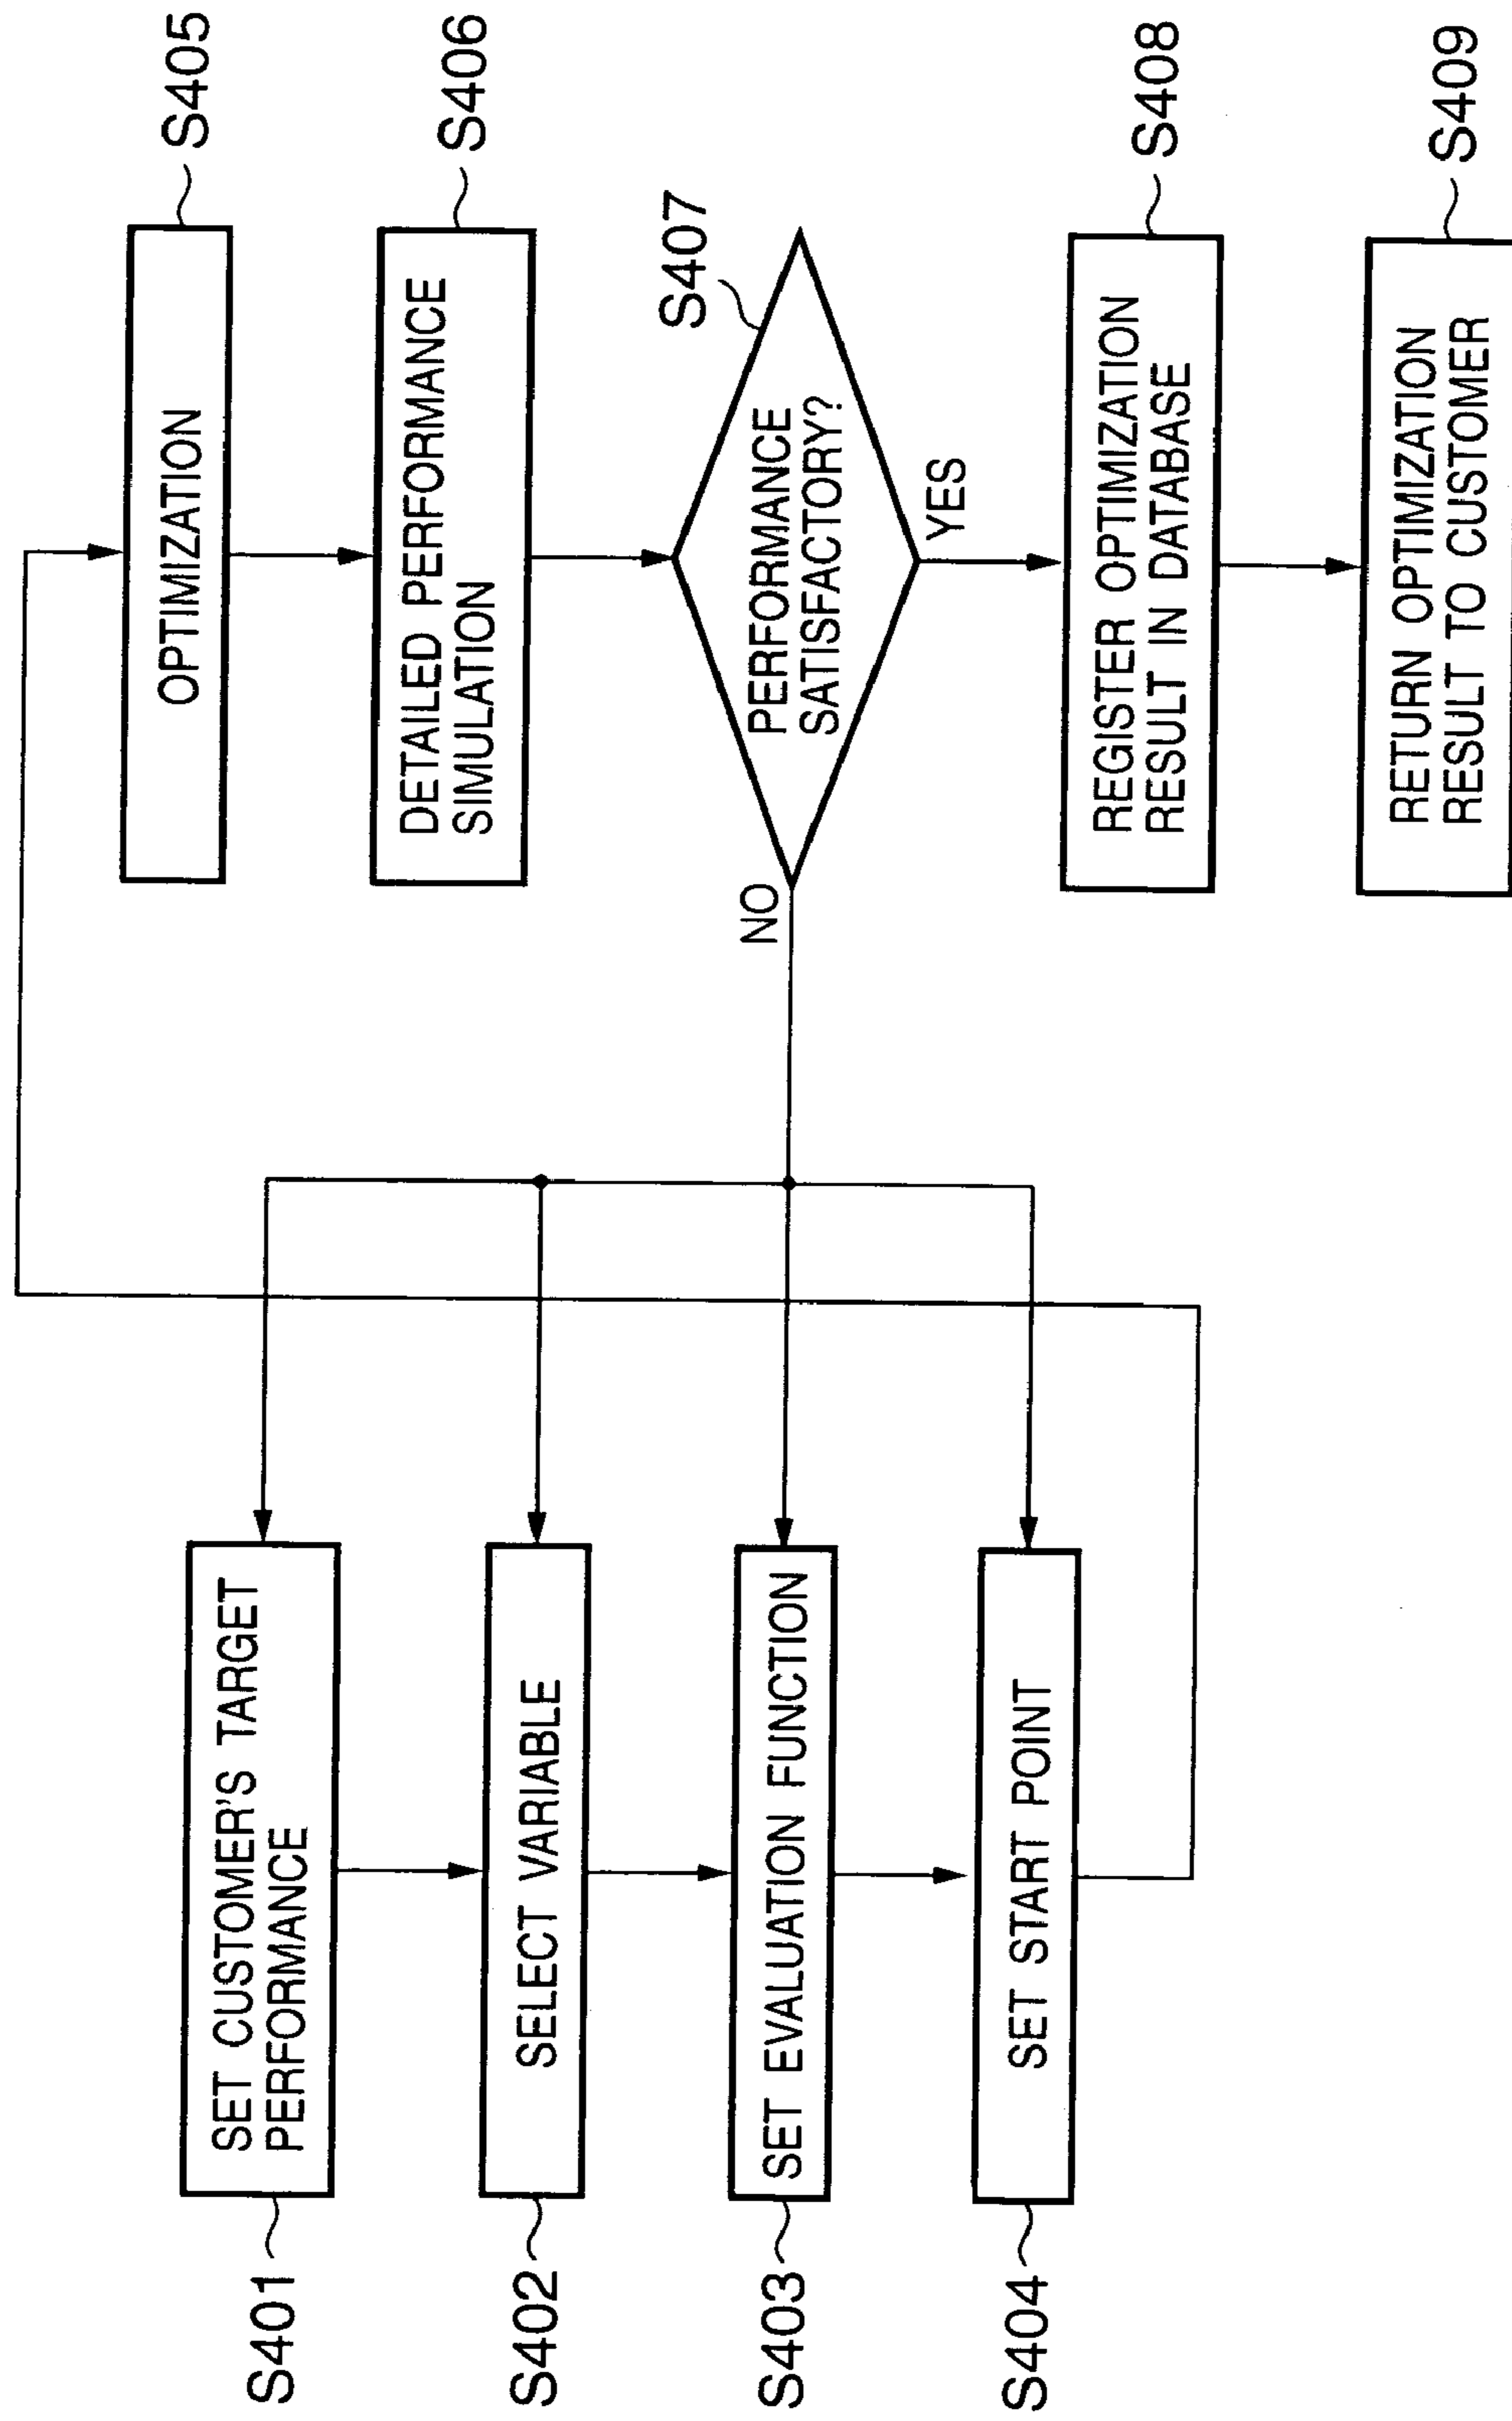 S401
SET CUSTOMER'S TARGET
PERFORMANCE
S402
SELECT VARIABLE
S403
SET EVALUATION FUNCTION
S404
SET START POINT
S405
OPTIMIZATION
S406
DETAILED PERFORMANCE
SIMULATION
S407
PERFORMANCE
SATISFACTORY?
NO
YES
S408
REGISTER OPTIMIZATION
RESULT IN DATABASE
S409
RETURN OPTIMIZATION
RESULT TO CUSTOMER